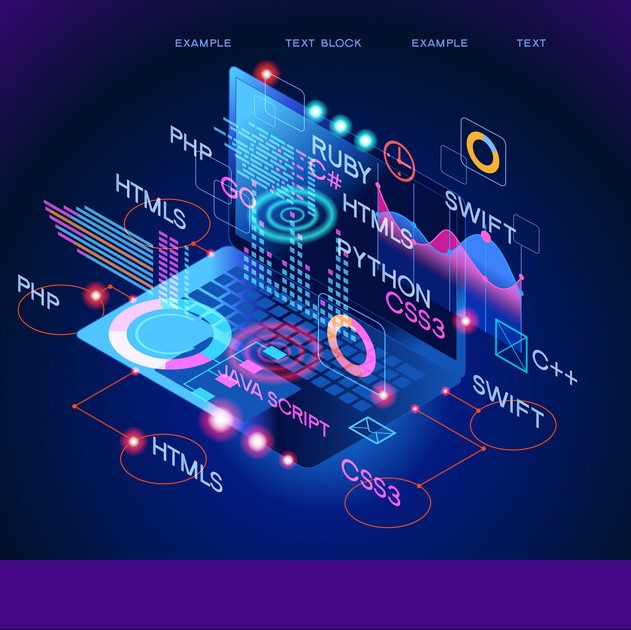 EXAMPLE TEXT BLOCK EXAMPLE TEXT
PHP
RUBY
C#
GO
HTMLS
HTMLS
SWIFT
PYTHON
CSS3
PHP
C++
JAVA SCRIPT
SWIFT
HTMLS
CSS3